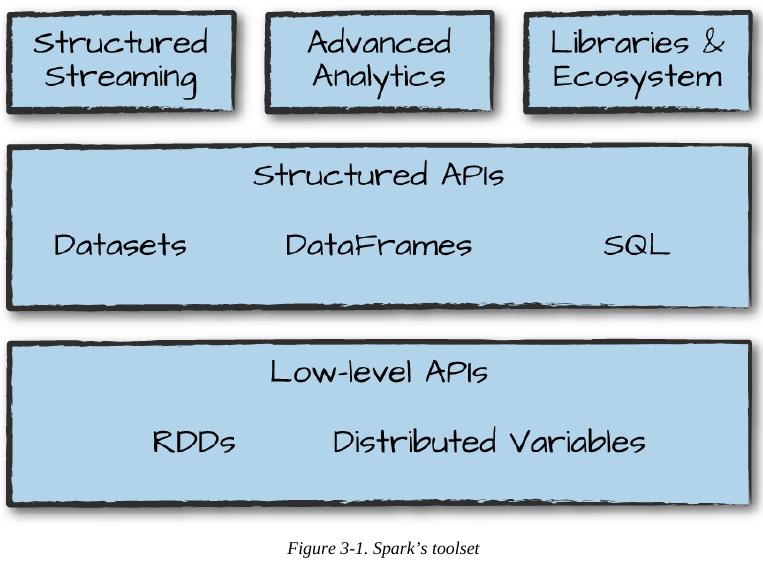 Structured
Streaming
Advanced
Analytics
Libraries &
Ecosystem
Structured APIs
Datasets DataFrames SQL
Low-level APIs
RDDs Distributed Variables
Figure 3-1. Spark’s toolset